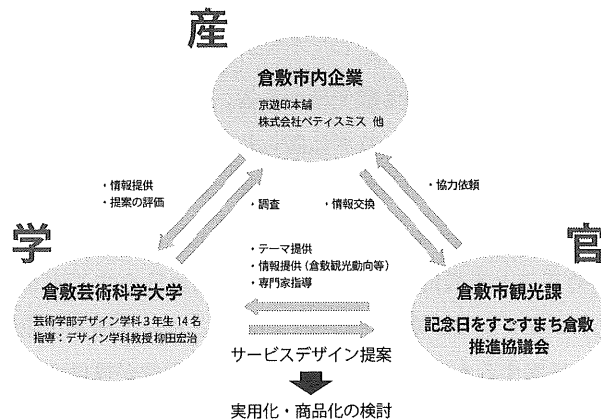 産
倉敷市内企業
京遊印本舗
株式会社ベティスミス 他
・情報提供
・提案の評価
・調査
・情報交換
・協力依頼
学
倉敷芸術科学大学
芸術学部デザイン学科3年生14名
指導：デザイン学科教授 柳田宏治
・テーマ提供
・情報提供（倉敷観光動向等）
・専門家指導
官
倉敷市観光課
記念日をすごすまち倉敷
推進協議会
サービスデザイン提案
実用化・商品化の検討